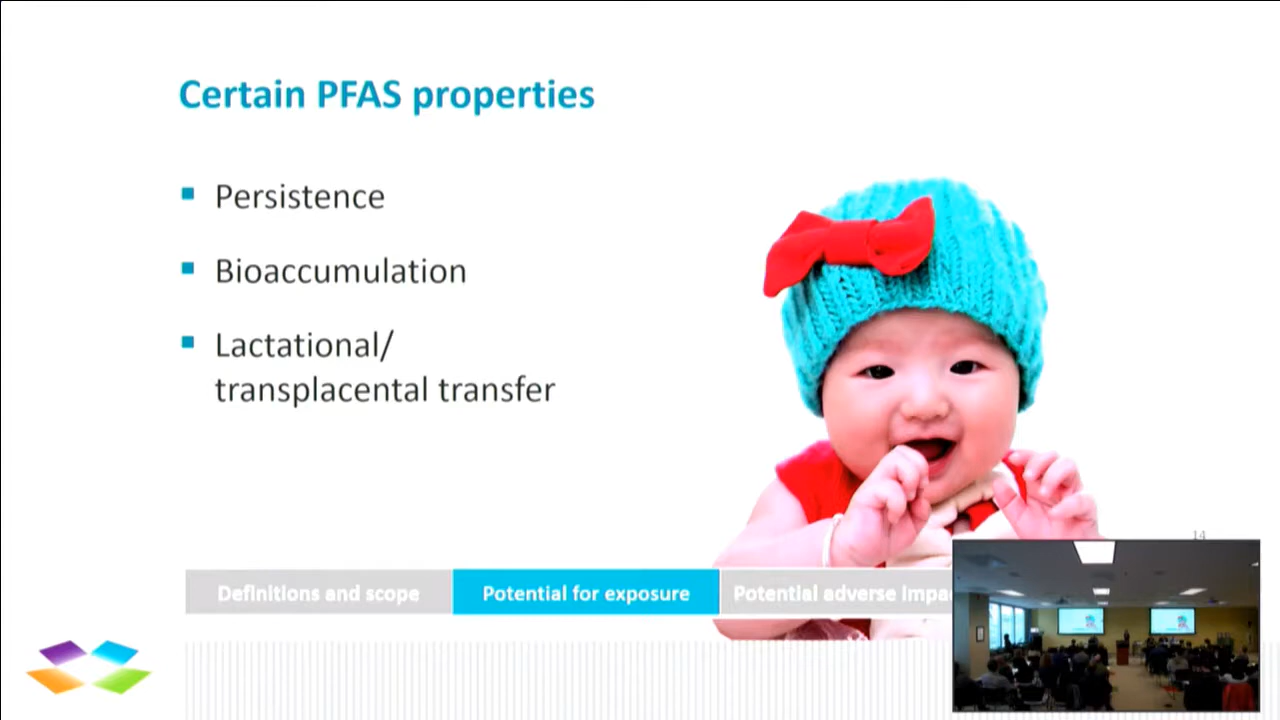 Certain PFAS properties
Persistence
Bioaccumulation
Lactational/
transplacental transfer
14
Definitions and scope
Potential for exposure
Potential adverse